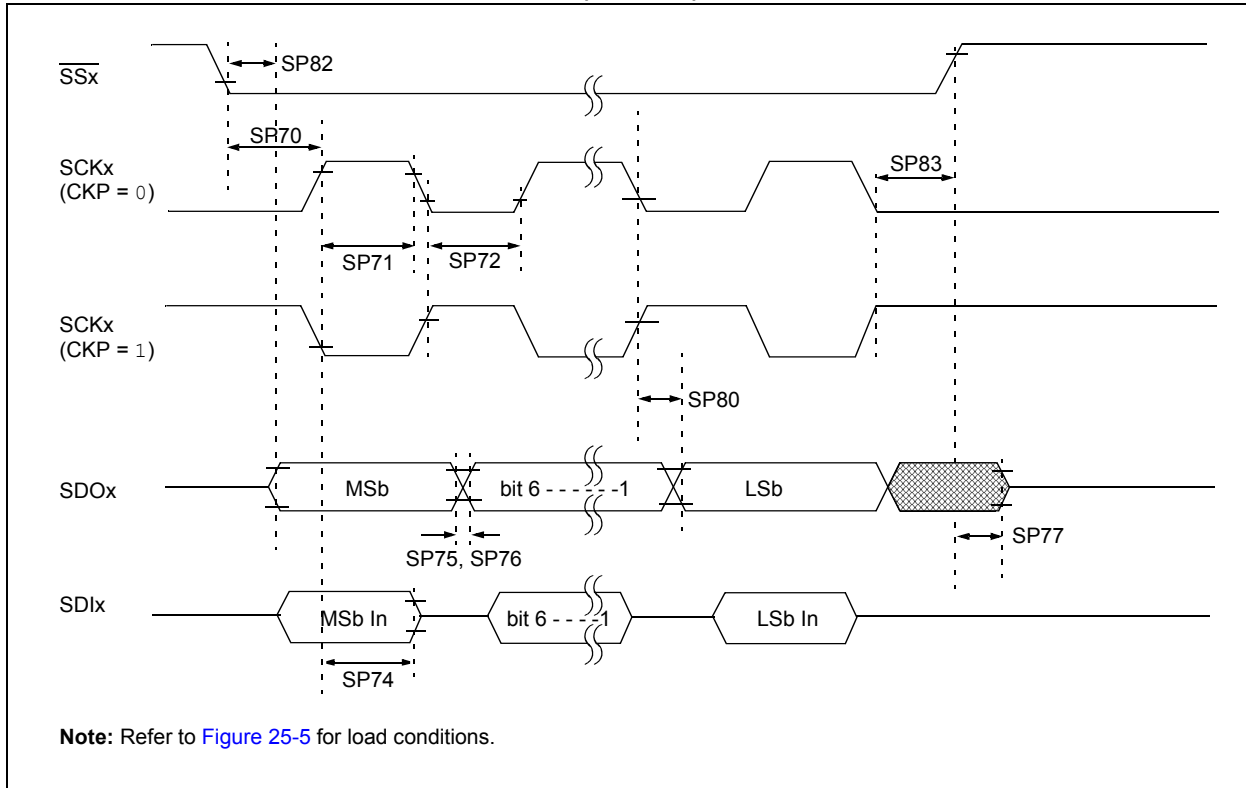 SSx
SP82
SP70
SCKx
(CKP = 0)
SP83
SP71
SP72
SCKx
(CKP = 1)
SP80
SDOx
MSb
bit 6 - - - - - -1
LSb
SP75, SP76
SP77
SDIx
MSb In
bit 6 - - - -1
LSb In
SP74
Note: Refer to Figure 25-5 for load conditions.